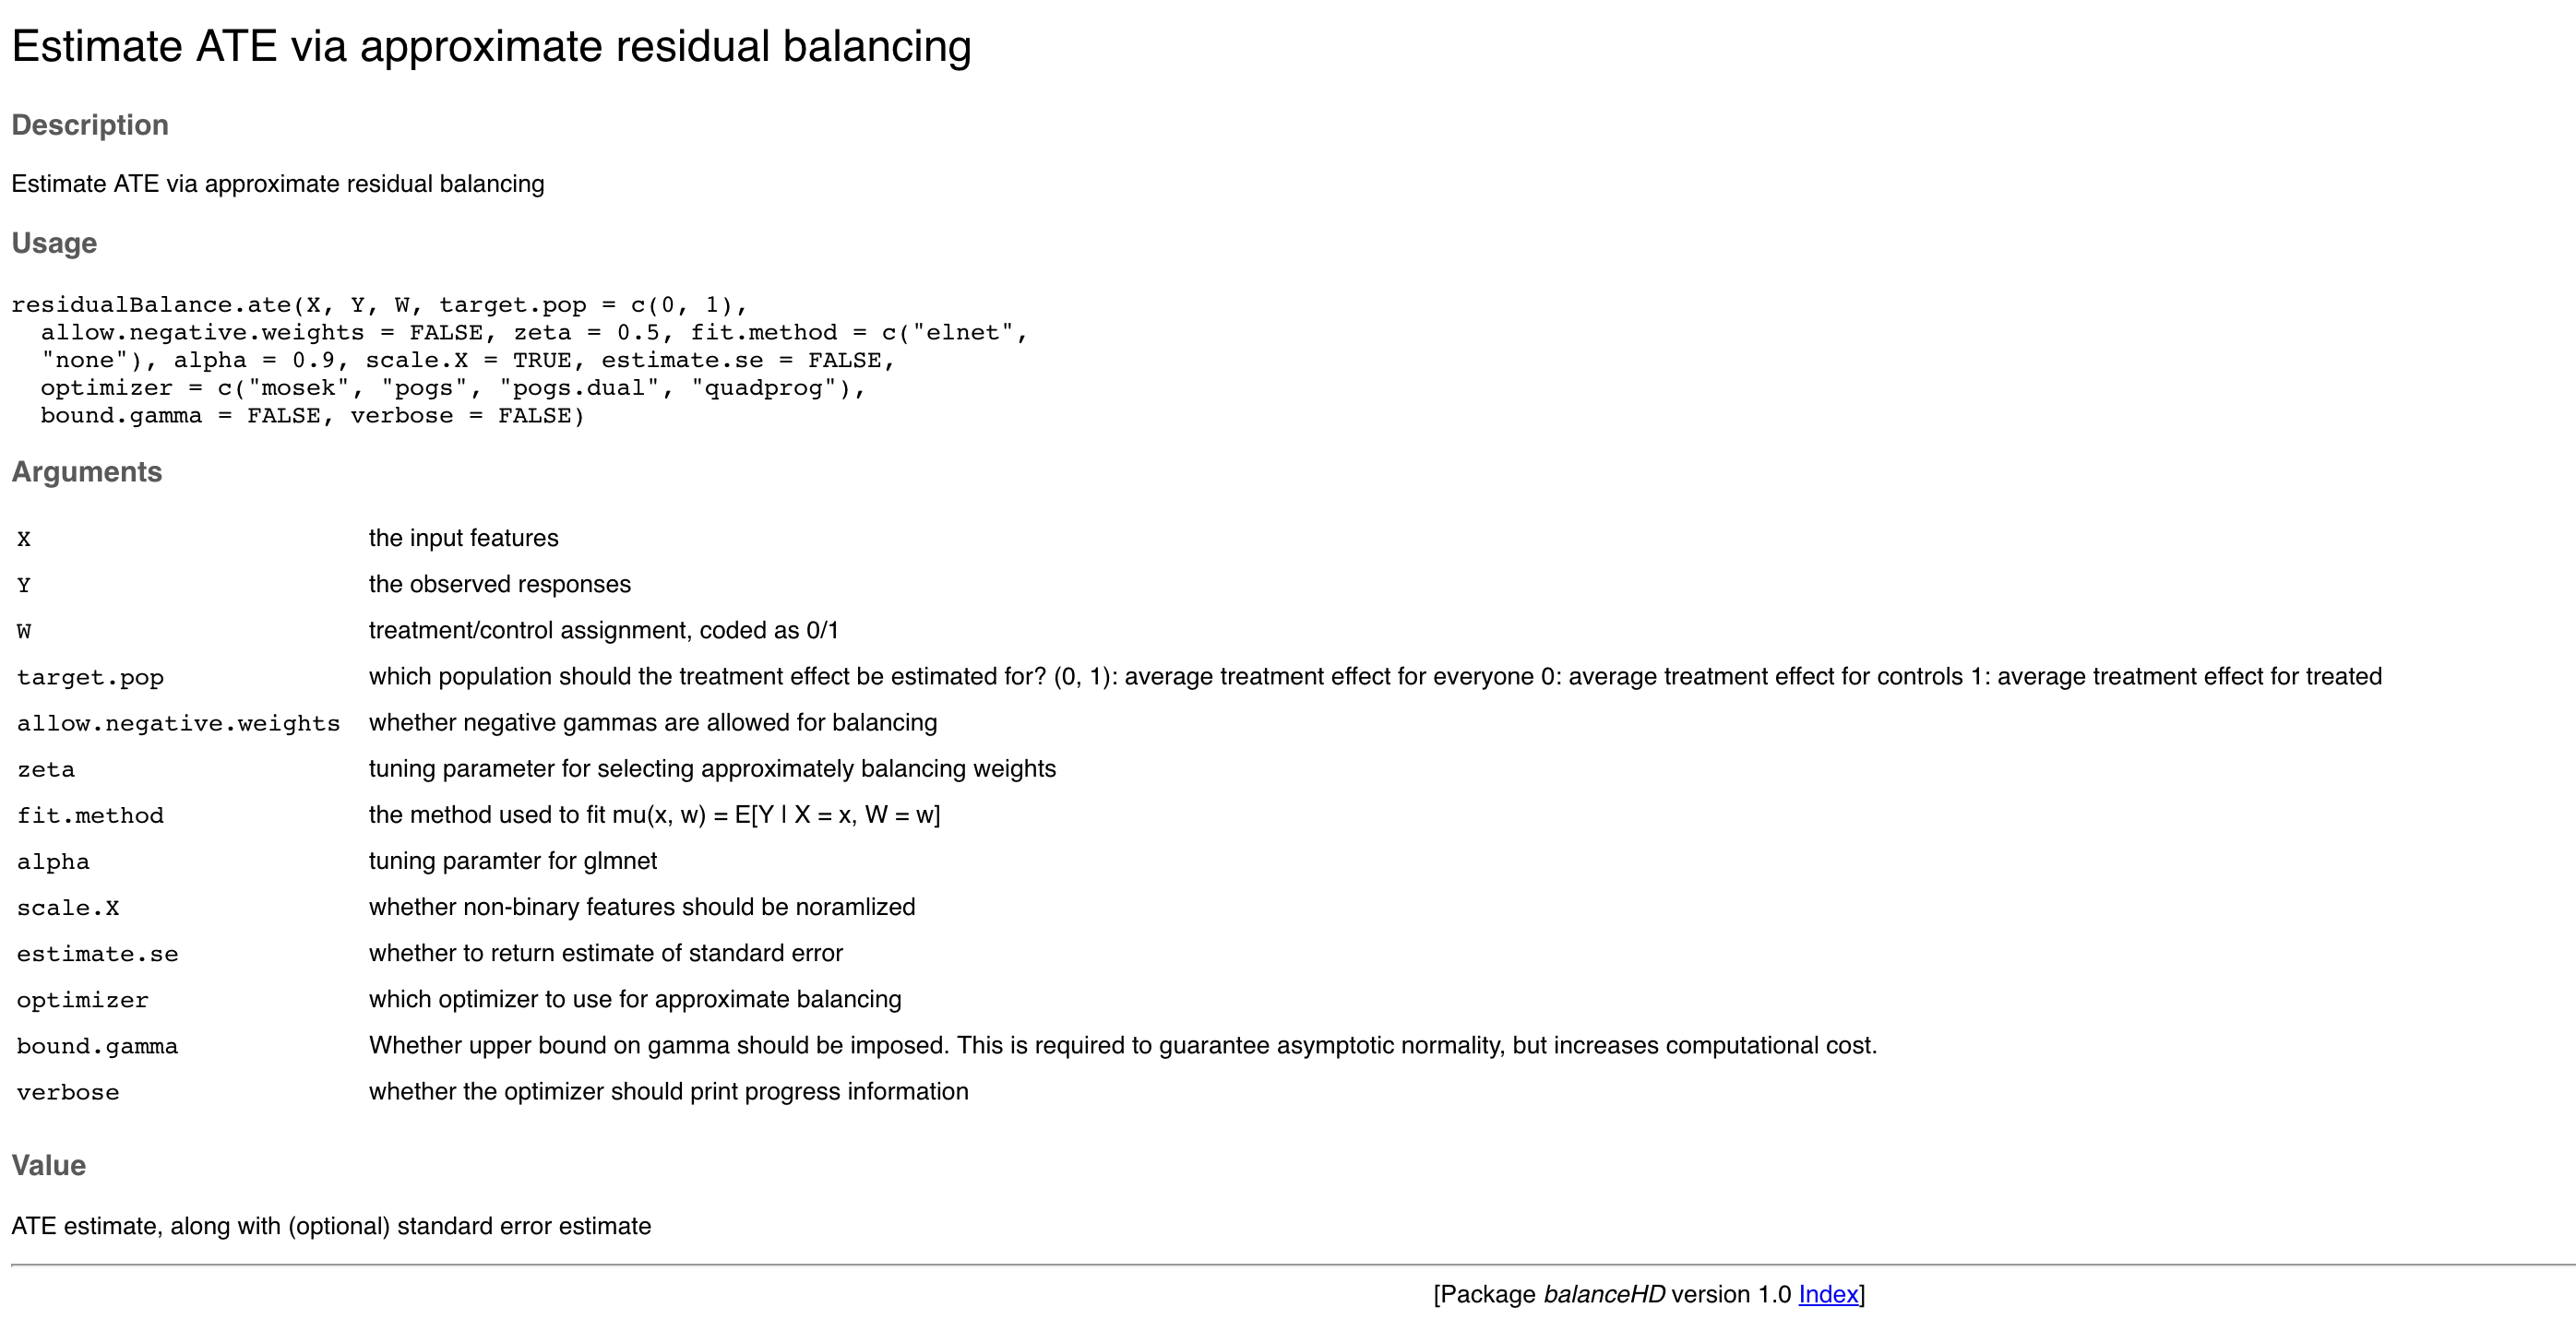 Estimate ATE via approximate residual balancing
Description
Estimate ATE via approximate residual balancing
Usage
residualBalance.ate(X, Y, W, target.pop = c(0, 1),
  allow.negative.weights = FALSE, zeta = 0.5, fit.method = c("elnet",
  "none"), alpha = 0.9, scale.X = TRUE, estimate.se = FALSE,
  optimizer = c("mosek", "pogs", "pogs.dual", "quadprog"),
  bound.gamma = FALSE, verbose = FALSE)
Arguments
X the input features
Y the observed responses
W treatment/control assignment, coded as 0/1
target.pop which population should the treatment effect be estimated for? (0, 1): average treatment effect for everyone 0: average treatment effect for controls 1: average treatment effect for treated
allow.negative.weights whether negative gammas are allowed for balancing
zeta tuning parameter for selecting approximately balancing weights
fit.method the method used to fit mu(x, w) = E[Y | X = x, W = w]
alpha tuning paramter for glmnet
scale.X whether non-binary features should be noramlized
estimate.se whether to return estimate of standard error
optimizer which optimizer to use for approximate balancing
bound.gamma Whether upper bound on gamma should be imposed. This is required to guarantee asymptotic normality, but increases computational cost.
verbose whether the optimizer should print progress information
Value
ATE estimate, along with (optional) standard error estimate
[Package balanceHD version 1.0 Index]